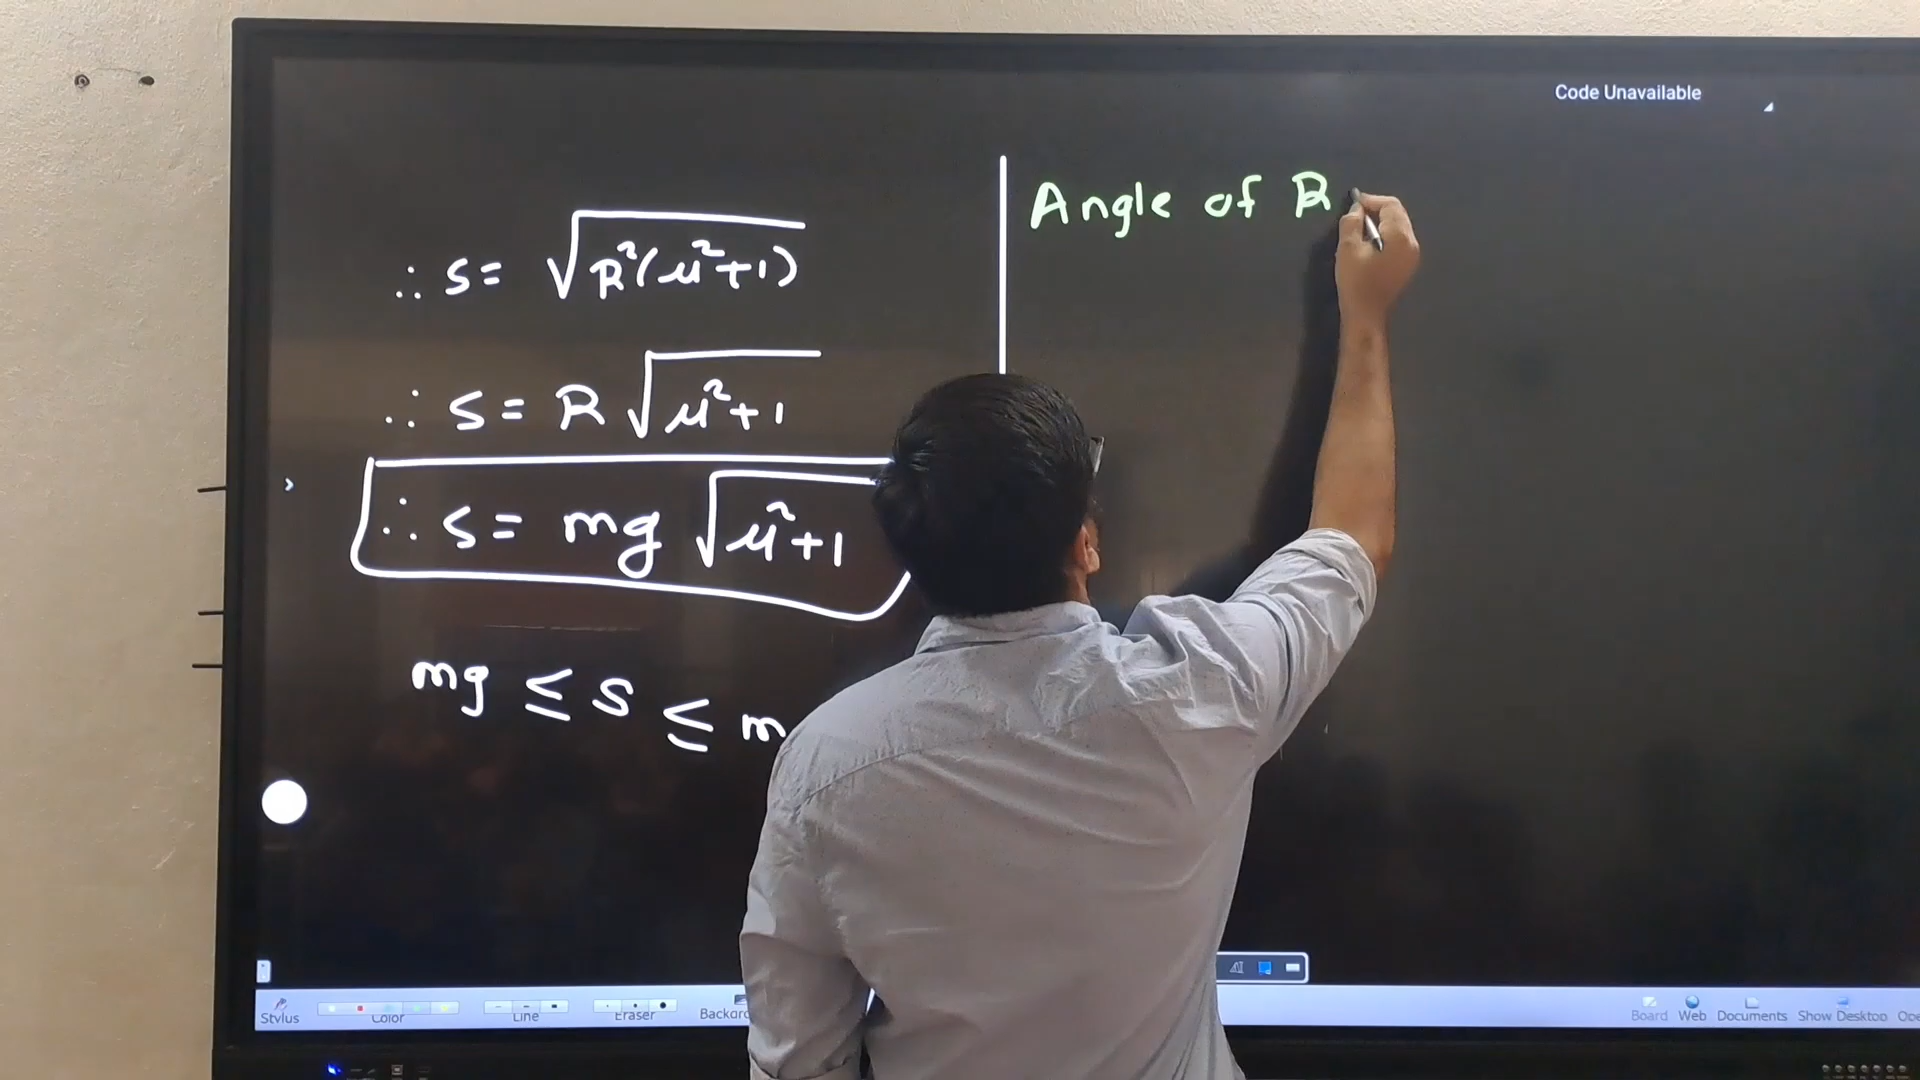 Code Unavailable
∴ S = √R²(μ²+1)
∴ S = R √μ²+1
∴ S = mg √μ²+1
mg ≤ S ≤ m
Angle of R
Stylus Color Line Eraser Board Web Documents Show Desktop